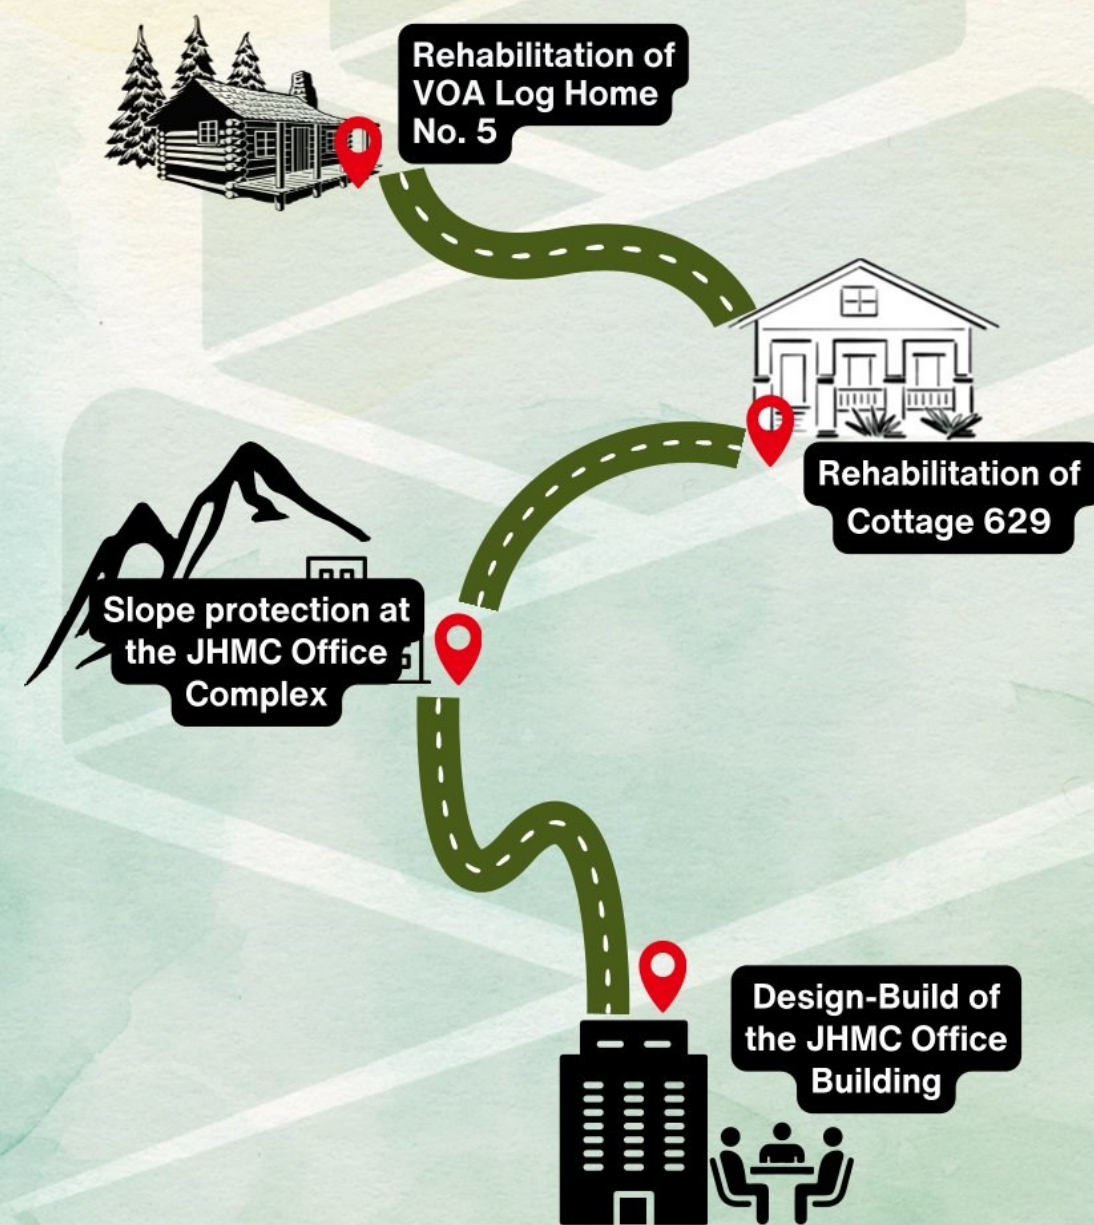 Rehabilitation of
VOA Log Home
No. 5
Rehabilitation of
Cottage 629
Slope protection at
the JHMC Office
Complex
Design-Build of
the JHMC Office
Building